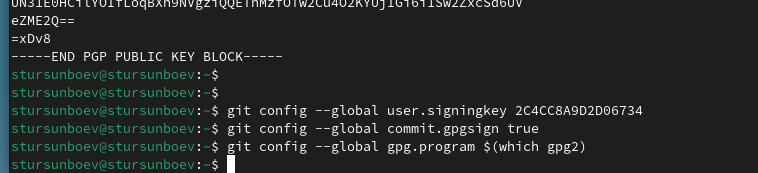 eZME2Q==
=xDv8
-----END PGP PUBLIC KEY BLOCK-----
stursunboev@stursunboev:~$
stursunboev@stursunboev:~$
stursunboev@stursunboev:~$ git config --global user.signingkey 2C4CC8A9D2D06734
stursunboev@stursunboev:~$ git config --global commit.gpgsign true
stursunboev@stursunboev:~$ git config --global gpg.program $(which gpg2)
stursunboev@stursunboev:~$